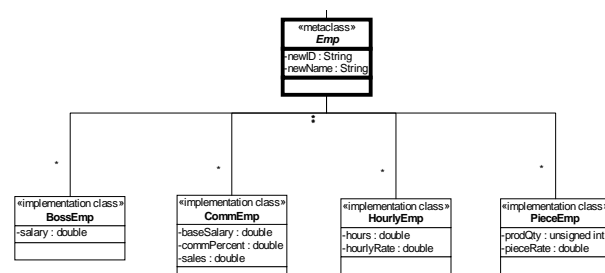 «metaclass»
Emp
-newID : String
-newName : String
* * * *
«implementation class» «implementation class» «implementation class» «implementation class»
BossEmp CommEmp HourlyEmp PieceEmp
-salary : double -baseSalary : double -hours : double -prodQty : unsigned int
-commPercent : double -hourlyRate : double -pieceRate : double
-sales : double